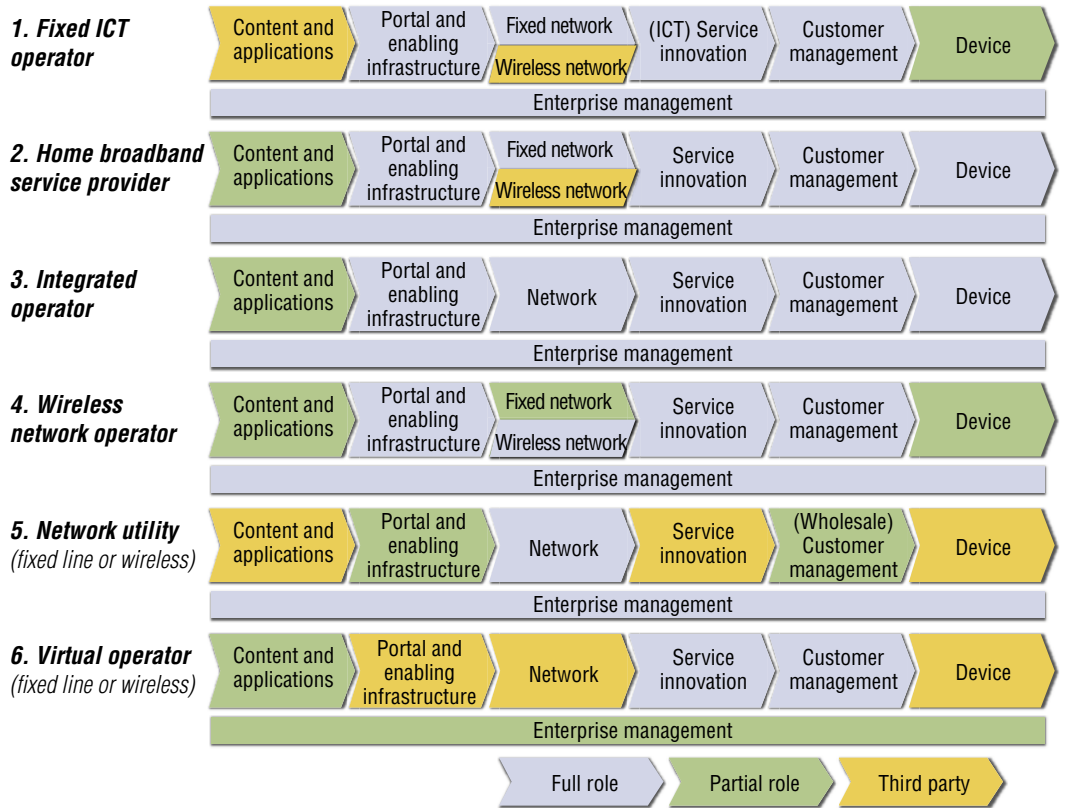 1. Fixed ICT
operator
Content and
applications
Portal and
enabling
infrastructure
Fixed network
Wireless network
(ICT) Service
innovation
Customer
management
Device
Enterprise management
2. Home broadband
service provider
Content and
applications
Portal and
enabling
infrastructure
Fixed network
Wireless network
Service
innovation
Customer
management
Device
Enterprise management
3. Integrated
operator
Content and
applications
Portal and
enabling
infrastructure
Network
Service
innovation
Customer
management
Device
Enterprise management
4. Wireless
network operator
Content and
applications
Portal and
enabling
infrastructure
Fixed network
Wireless network
Service
innovation
Customer
management
Device
Enterprise management
5. Network utility
(fixed line or wireless)
Content and
applications
Portal and
enabling
infrastructure
Network
Service
innovation
(Wholesale)
Customer
management
Device
Enterprise management
6. Virtual operator
(fixed line or wireless)
Content and
applications
Portal and
enabling
infrastructure
Network
Service
innovation
Customer
management
Device
Enterprise management
Full role
Partial role
Third party